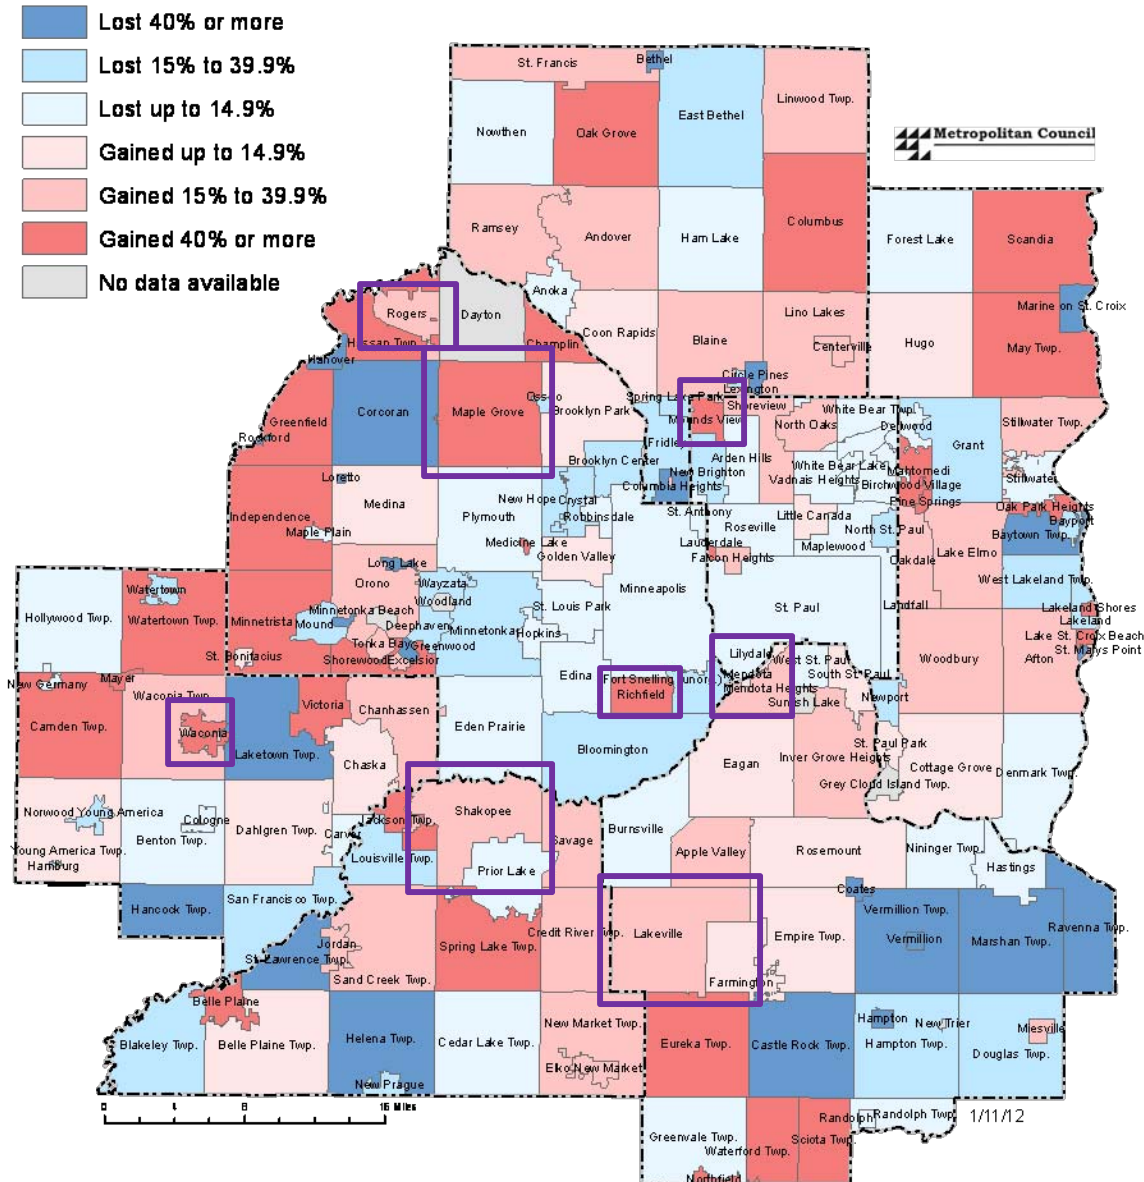 Lost 40% or more
Lost 15% to 39.9%
Lost up to 14.9%
Gained up to 14.9%
Gained 15% to 39.9%
Gained 40% or more
No data available
Metropolitan Council
St. Francis
Bethel
East Bethel
Linwood Twp.
Nowthen
Oak Grove
Ramsey
Andover
Ham Lake
Columbus
Forest Lake
Scandia
Anoka
Rogers
Dayton
Hassan Twp.
Champlin
Coon Rapids
Blaine
Lino Lakes
Centerville
Hugo
Marine on St. Croix
May Twp.
Hanover
Corcoran
Maple Grove
Osseo
Brooklyn Park
Circle Pines
Lexington
Spring Lake Park
Mounds View
Shoreview
North Oaks
White Bear Twp.
Dellwood
Stillwater Twp.
Grant
Greenfield
Rockford
Fridley
Arden Hills
Brooklyn Center
New Brighton
Columbia Heights
White Bear Lake
Vadnais Heights
Birchwood Village
Mahtomedi
Pine Springs
Stillwater
Oak Park Heights
Bayport
Baytown Twp.
Loretto
Medina
Independence
Maple Plain
Plymouth
New Hope
Crystal
Robbinsdale
Medicine Lake
Golden Valley
St. Anthony
Roseville
Lauderdale
Falcon Heights
Little Canada
Maplewood
North St. Paul
Oakdale
Lake Elmo
West Lakeland Twp.
Long Lake
Orono
Wayzata
Woodland
Minneapolis
St. Paul
Landfall
Hollywood Twp.
Watertown
Watertown Twp.
Minnetrista
Mound
Minnetonka Beach
Deephaven
Minnetonka
St. Louis Park
Hopkins
Tonka Bay
Greenwood
Shorewood
Excelsior
St. Bonifacius
Lakeland Shores
Lakeland
Lake St. Croix Beach
St. Marys Point
Afton
Woodbury
New Germany
Mayer
Waconia Twp.
Camden Twp.
Waconia
Laketown Twp.
Victoria
Chanhassen
Chaska
Eden Prairie
Edina
Fort Snelling (unorg.)
Richfield
Bloomington
Lilydale
Mendota
Mendota Heights
West St. Paul
South St. Paul
Sunfish Lake
Newport
St. Paul Park
Eagan
Inver Grove Heights
Grey Cloud Island Twp.
Cottage Grove
Denmark Twp.
Norwood Young America
Young America Twp.
Hamburg
Cologne
Benton Twp.
Dahlgren Twp.
Carver
Jackson Twp.
Louisville Twp.
Shakopee
Prior Lake
Savage
Burnsville
Apple Valley
Rosemount
Nininger Twp.
Hastings
Coates
Hancock Twp.
San Francisco Twp.
St. Lawrence Twp.
Jordan
Sand Creek Twp.
Spring Lake Twp.
Credit River Twp.
Lakeville
Farmington
Empire Twp.
Vermillion Twp.
Vermillion
Marshan Twp.
Ravenna Twp.
Belle Plaine
Blakeley Twp.
Belle Plaine Twp.
Helena Twp.
New Prague
Cedar Lake Twp.
New Market Twp.
Elko New Market
Eureka Twp.
Castle Rock Twp.
Hampton
Hampton Twp.
New Trier
Miesville
Douglas Twp.
0 4 8 16 Miles
Greenvale Twp.
Waterford Twp.
Sciota Twp.
Northfield
Randolph
Randolph Twp.
1/11/12